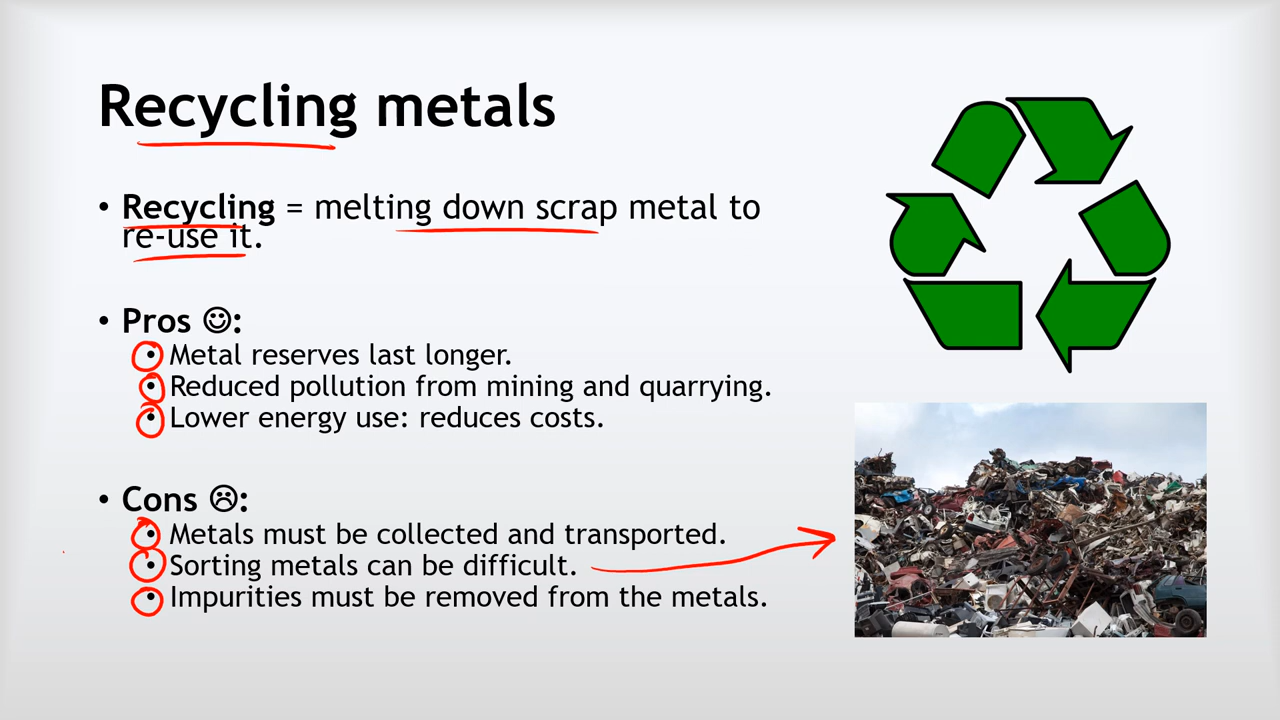 Recycling metals
• Recycling = melting down scrap metal to
re-use it.
• Pros ☺:
• Metal reserves last longer.
• Reduced pollution from mining and quarrying.
• Lower energy use: reduces costs.
• Cons ☹:
• Metals must be collected and transported.
• Sorting metals can be difficult.
• Impurities must be removed from the metals.